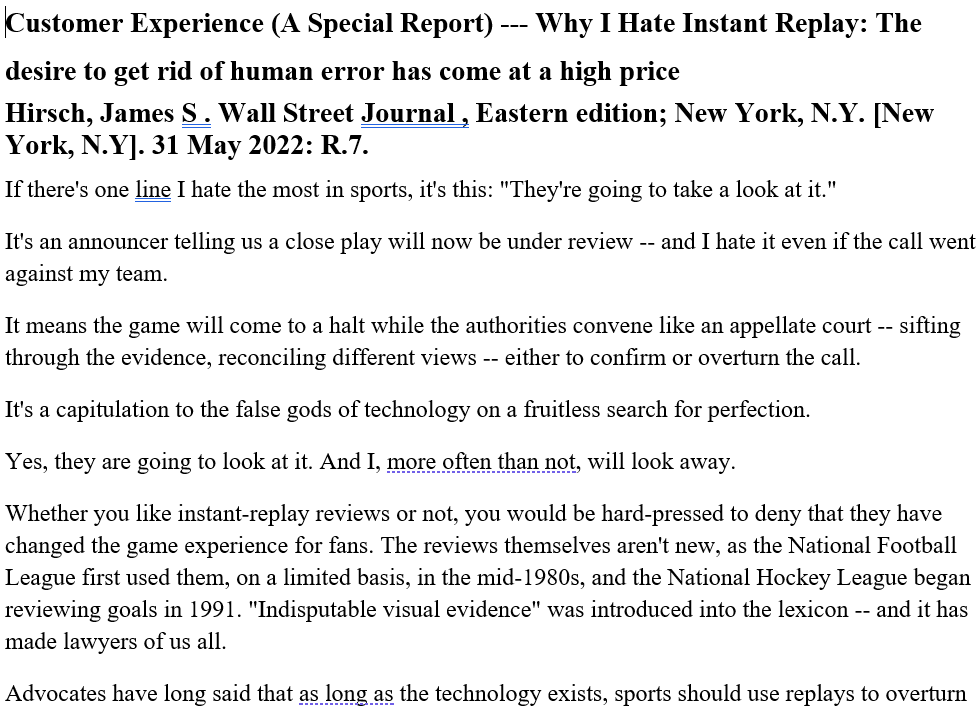 Customer Experience (A Special Report) --- Why I Hate Instant Replay: The
desire to get rid of human error has come at a high price
Hirsch, James S . Wall Street Journal , Eastern edition; New York, N.Y. [New
York, N.Y]. 31 May 2022: R.7.
If there's one line I hate the most in sports, it's this: "They're going to take a look at it."
It's an announcer telling us a close play will now be under review -- and I hate it even if the call went
against my team.
It means the game will come to a halt while the authorities convene like an appellate court -- sifting
through the evidence, reconciling different views -- either to confirm or overturn the call.
It's a capitulation to the false gods of technology on a fruitless search for perfection.
Yes, they are going to look at it. And I, more often than not, will look away.
Whether you like instant-replay reviews or not, you would be hard-pressed to deny that they have
changed the game experience for fans. The reviews themselves aren't new, as the National Football
League first used them, on a limited basis, in the mid-1980s, and the National Hockey League began
reviewing goals in 1991. "Indisputable visual evidence" was introduced into the lexicon -- and it has
made lawyers of us all.
Advocates have long said that as long as the technology exists, sports should use replays to overturn